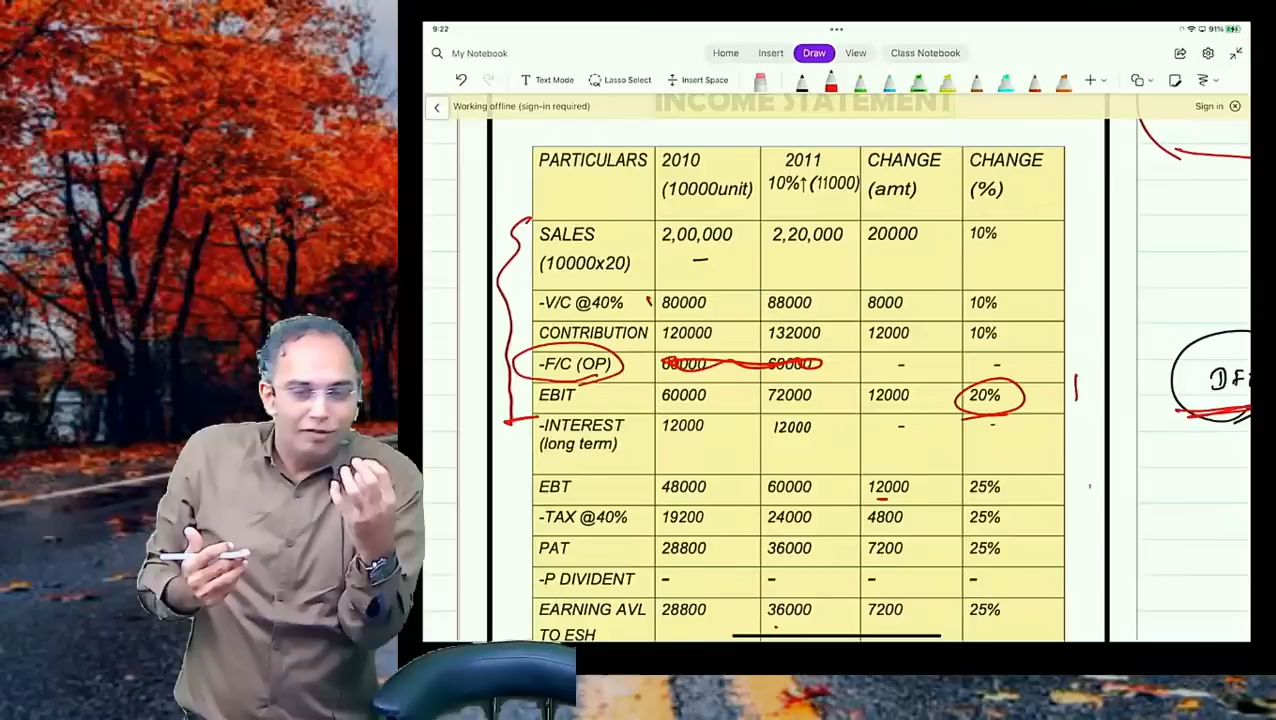 9:22
91%
My Notebook
Home Insert Draw View Class Notebook
Text Mode Lasso Select Insert Space
Working offline (sign-in required) Sign in
INCOME STATEMENT
PARTICULARS 2010 (10000unit) 2011 10%↑(11000) CHANGE (amt) CHANGE (%)
SALES (10000x20) 2,00,000 2,20,000 20000 10%
-V/C @40% 80000 88000 8000 10%
CONTRIBUTION 120000 132000 12000 10%
-F/C (OP) 60000 60000 - -
EBIT 60000 72000 12000 20%
-INTEREST (long term) 12000 12000 - -
EBT 48000 60000 12000 25%
-TAX @40% 19200 24000 4800 25%
PAT 28800 36000 7200 25%
-P DIVIDENT - - - -
EARNING AVL TO ESH 28800 36000 7200 25%